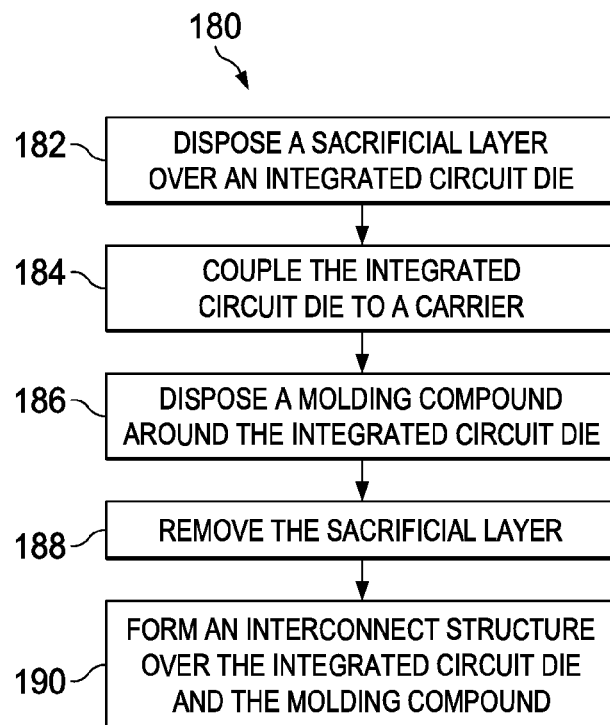 180
182
DISPOSE A SACRIFICIAL LAYER
OVER AN INTEGRATED CIRCUIT DIE
184
COUPLE THE INTEGRATED
CIRCUIT DIE TO A CARRIER
186
DISPOSE A MOLDING COMPOUND
AROUND THE INTEGRATED CIRCUIT DIE
188
REMOVE THE SACRIFICIAL LAYER
190
FORM AN INTERCONNECT STRUCTURE
OVER THE INTEGRATED CIRCUIT DIE
AND THE MOLDING COMPOUND